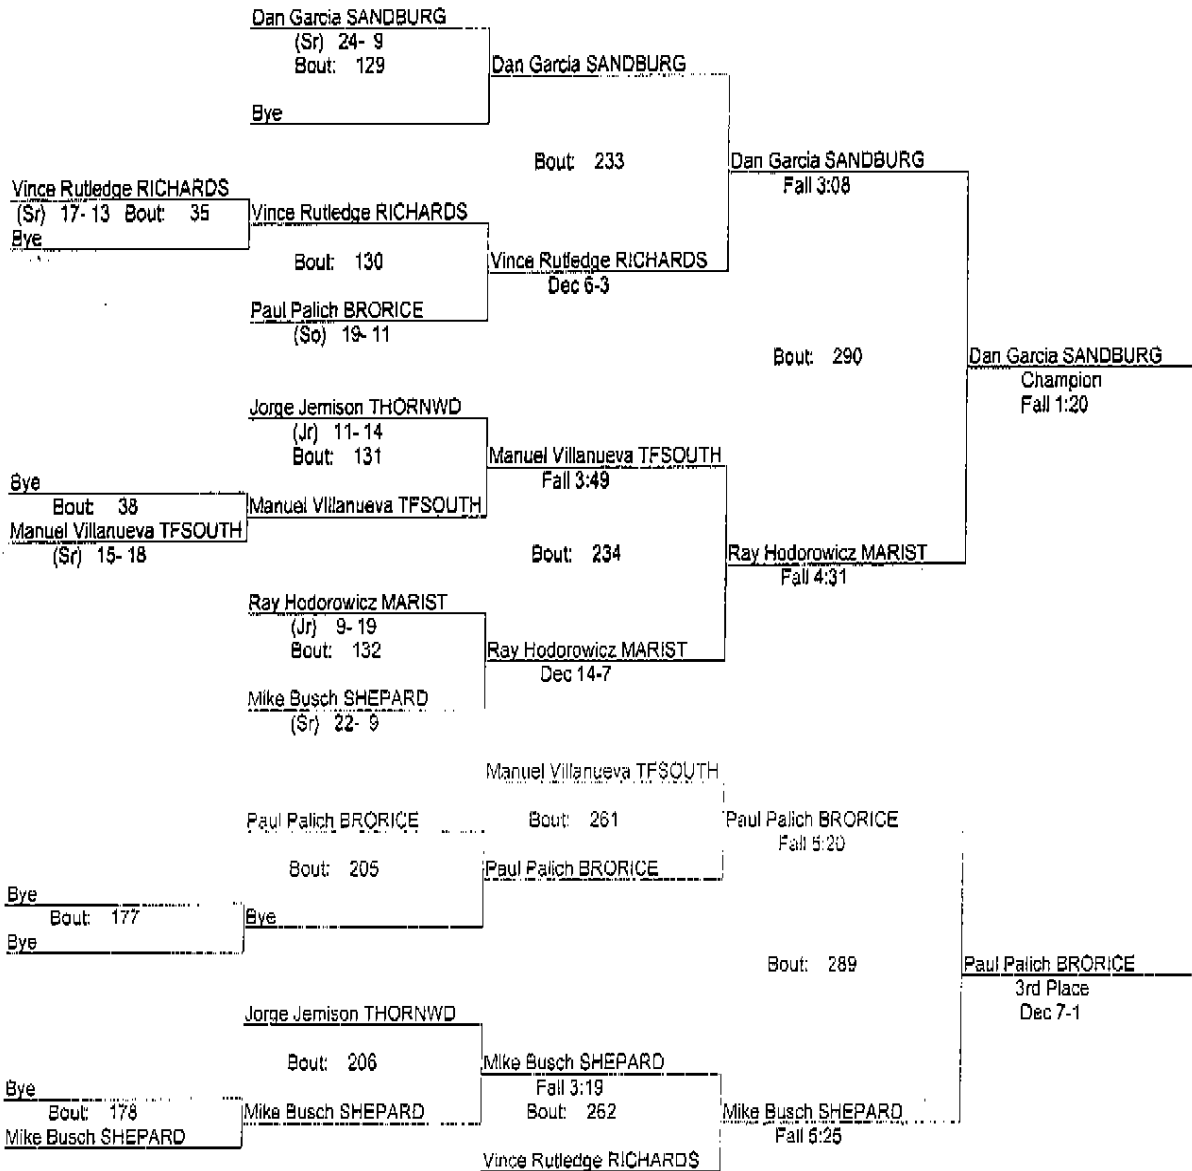 Dan Garcia SANDBURG
(Sr) 24- 9
Bout: 129
Dan Garcia SANDBURG
Bye
Bout: 233
Dan Garcia SANDBURG
Fall 3:08
Vince Rutledge RICHARDS
(Sr) 17- 13 Bout: 35
Bye
Vince Rutledge RICHARDS
Bout: 130
Vince Rutledge RICHARDS
Dec 6-3
Paul Palich BRORICE
(So) 19- 11
Bout: 290
Dan Garcia SANDBURG
Champion
Fall 1:20
Jorge Jemison THORNWD
(Jr) 11- 14
Bout: 131
Manuel Villanueva TFSOUTH
Fall 3:49
Bye
Bout: 38
Manuel Villanueva TFSOUTH
(Sr) 15- 18
Manuel Villanueva TFSOUTH
Bout: 234
Ray Hodorowicz MARIST
Fall 4:31
Ray Hodorowicz MARIST
(Jr) 9- 19
Bout: 132
Ray Hodorowicz MARIST
Dec 14-7
Mike Busch SHEPARD
(Sr) 22- 9
Manuel Villanueva TFSOUTH
Bout: 261
Paul Palich BRORICE
Fall 5:20
Paul Palich BRORICE
Bout: 205
Paul Palich BRORICE
Bye
Bout: 177
Bye
Bye
Bout: 289
Paul Palich BRORICE
3rd Place
Dec 7-1
Jorge Jemison THORNWD
Bout: 206
Mike Busch SHEPARD
Fall 3:19
Bout: 262
Bye
Bout: 178
Mike Busch SHEPARD
Mike Busch SHEPARD
Mike Busch SHEPARD
Fall 5:25
Vince Rutledge RICHARDS